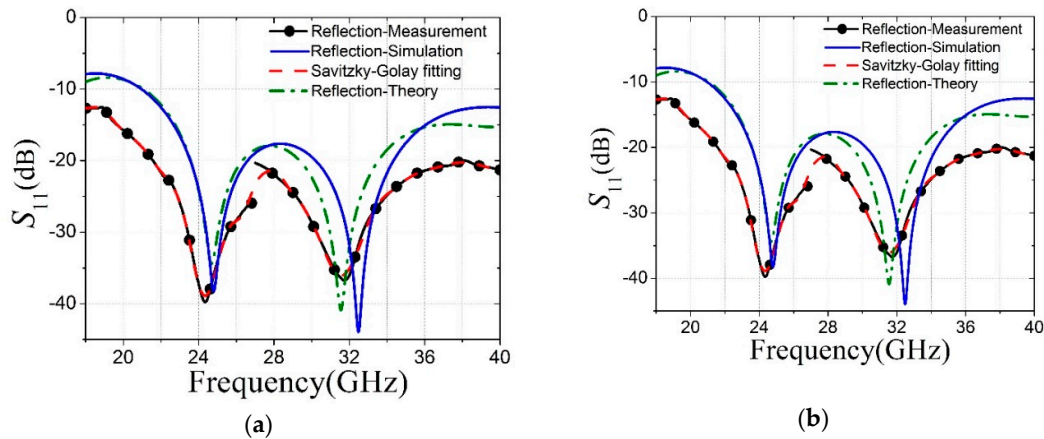 0
-10
-20
-30
-40
S11(dB)
Reflection-Measurement
Reflection-Simulation
Savitzky-Golay fitting
Reflection-Theory
20 24 28 32 36 40
Frequency(GHz)
(a)
0
-10
-20
-30
-40
S11(dB)
Reflection-Measurement
Reflection-Simulation
Savitzky-Golay fitting
Reflection-Theory
20 24 28 32 36 40
Frequency(GHz)
(b)